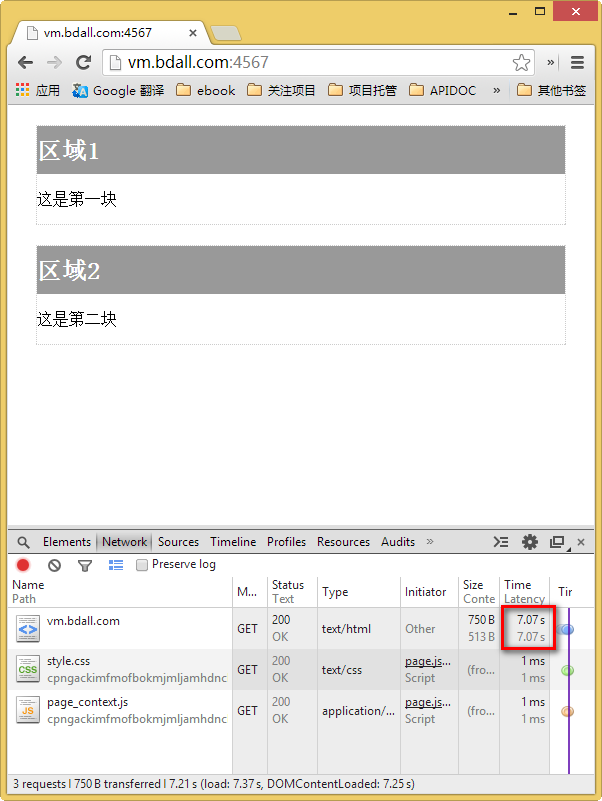 vm.bdall.com:4567
vm.bdall.com:4567
应用 Google 翻译 ebook 关注项目 项目托管 APIDOC » 其他书签
区域1
这是第一块
区域2
这是第二块
Elements Network Sources Timeline Profiles Resources Audits »
Preserve log
Name Path M... Status Text Type Initiator Size Conte Time Latency Tir
vm.bdall.com GET 200 OK text/html Other 750 B 513 B 7.07 s 7.07 s
style.css cpngackimfmofbokmjmljamhdnc GET 200 OK text/css page.js... Script (fro... 1 ms 1 ms
page_context.js cpngackimfmofbokmjmljamhdnc GET 200 OK application/... page.js... Script (fro... 1 ms 1 ms
3 requests | 750 B transferred | 7.21 s (load: 7.37 s, DOMContentLoaded: 7.25 s)